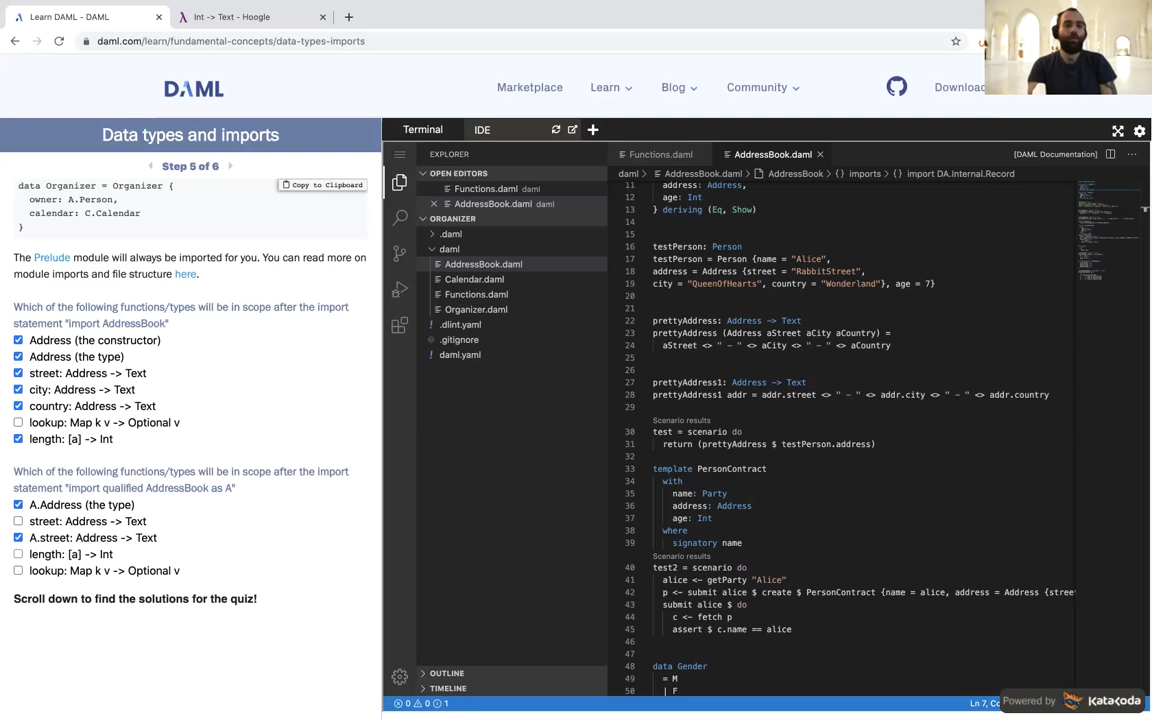 Learn DAML - DAML
Int -> Text - Hoogle
daml.com/learn/fundamental-concepts/data-types-imports
DAML
Marketplace
Learn
Blog
Community
Download
Data types and imports
Step 5 of 6
data Organizer = Organizer {
owner: A.Person,
calendar: C.Calendar
}
Copy to Clipboard
The Prelude module will always be imported for you. You can read more on
module imports and file structure here.
Which of the following functions/types will be in scope after the import
statement "import AddressBook"
Address (the constructor)
Address (the type)
street: Address -> Text
city: Address -> Text
country: Address -> Text
lookup: Map k v -> Optional v
length: [a] -> Int
Which of the following functions/types will be in scope after the import
statement "import qualified AddressBook as A"
A.Address (the type)
street: Address -> Text
A.street: Address -> Text
length: [a] -> Int
lookup: Map k v -> Optional v
Scroll down to find the solutions for the quiz!
Terminal
IDE
EXPLORER
OPEN EDITORS
Functions.daml daml
AddressBook.daml daml
ORGANIZER
.daml
daml
AddressBook.daml
Calendar.daml
Functions.daml
Organizer.daml
.dlint.yaml
.gitignore
daml.yaml
OUTLINE
TIMELINE
Functions.daml
AddressBook.daml
[DAML Documentation]
daml > AddressBook.daml > AddressBook > {} imports > {} import DA.Internal.Record
11 address: Address,
12 age: Int
13 } deriving (Eq, Show)
14
15
16 testPerson: Person
17 testPerson = Person {name = "Alice",
18 address = Address {street = "RabbitStreet",
19 city = "QueenOfHearts", country = "Wonderland"}, age = 7}
20
21
22 prettyAddress: Address -> Text
23 prettyAddress (Address aStreet aCity aCountry) =
24 aStreet <> " - " <> aCity <> " - " <> aCountry
25
26
27 prettyAddress1: Address -> Text
28 prettyAddress1 addr = addr.street <> " - " <> addr.city <> " - " <> addr.country
29
Scenario results
30 test = scenario do
31 return (prettyAddress $ testPerson.address)
32
33 template PersonContract
34 with
35 name: Party
36 address: Address
37 age: Int
38 where
39 signatory name
Scenario results
40 test2 = scenario do
41 alice <- getParty "Alice"
42 p <- submit alice $ create $ PersonContract {name = alice, address = Address {street
43 submit alice $ do
44 c <- fetch p
45 assert $ c.name == alice
46
47
48 data Gender
49 = M
50 | F
0 0 1
Ln 7,
Powered by Katacoda